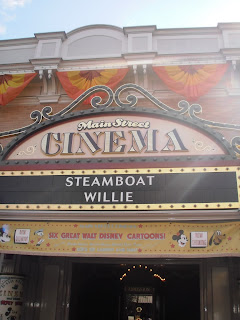 Main Street
CINEMA
STEAMBOAT
WILLIE
SIX GREAT WALT DISNEY CARTOONS!